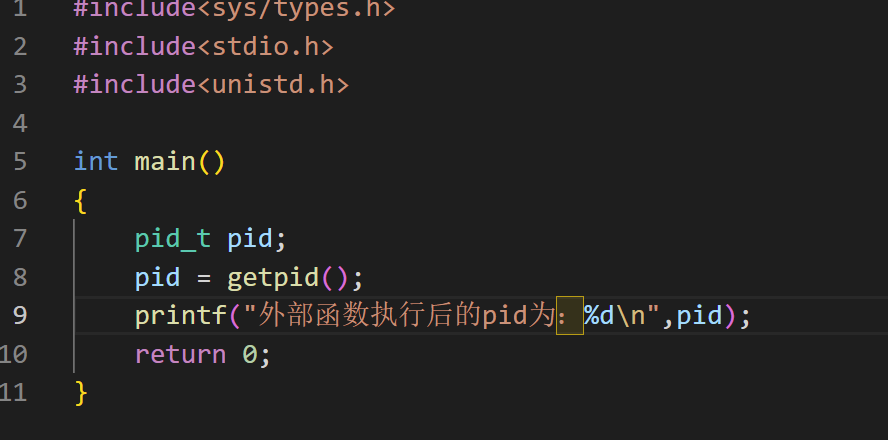 1 #include<sys/types.h>
2 #include<stdio.h>
3 #include<unistd.h>
4
5 int main()
6 {
7     pid_t pid;
8     pid = getpid();
9     printf("外部函数执行后的pid为：%d\n",pid);
10     return 0;
11 }